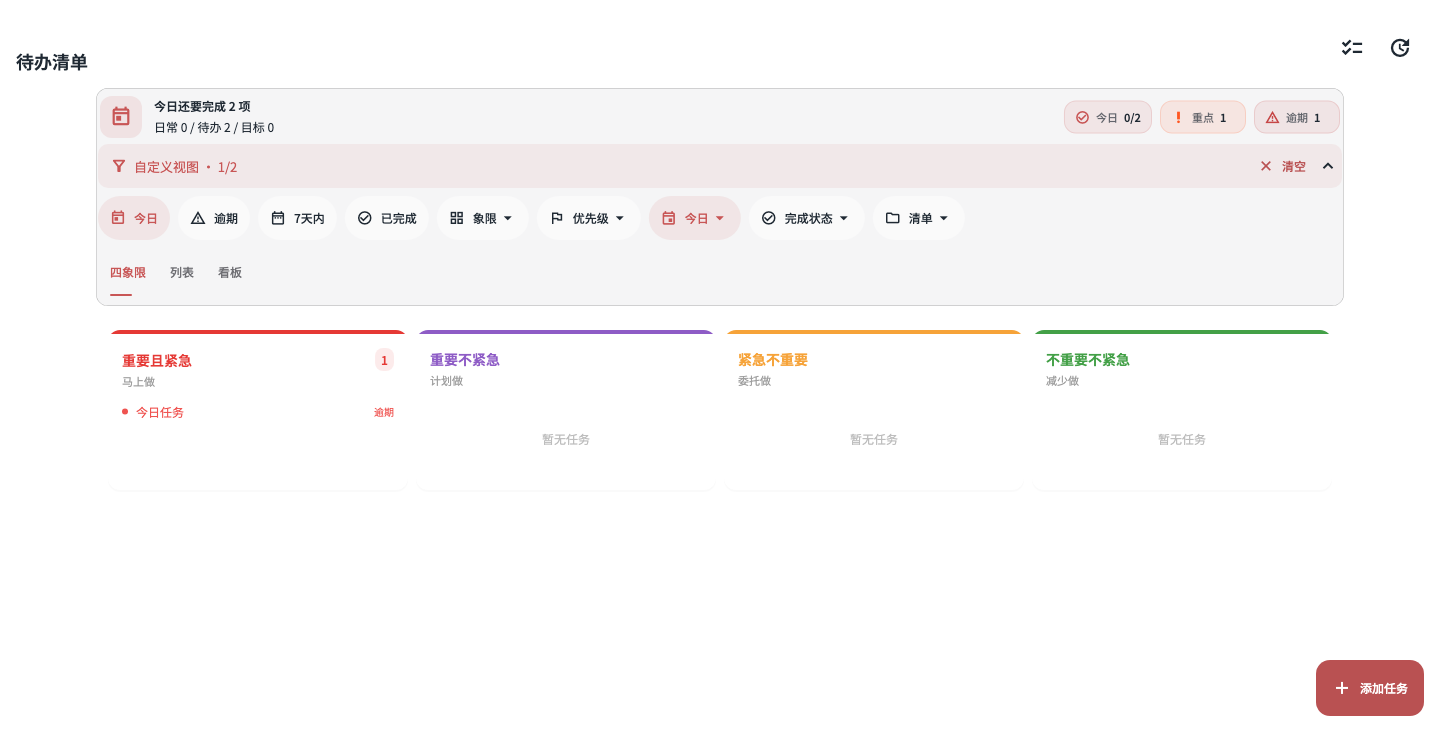 待办清单
今日还要完成 2 项
日常 0 / 待办 2 / 目标 0
今日 0/2
重点 1
逾期 1
自定义视图 • 1/2
清空
今日
逾期
7天内
已完成
象限
优先级
今日
完成状态
清单
四象限
列表
看板
重要且紧急
1
马上做
今日任务
逾期
重要不紧急
计划做
暂无任务
紧急不重要
委托做
暂无任务
不重要不紧急
减少做
暂无任务
添加任务